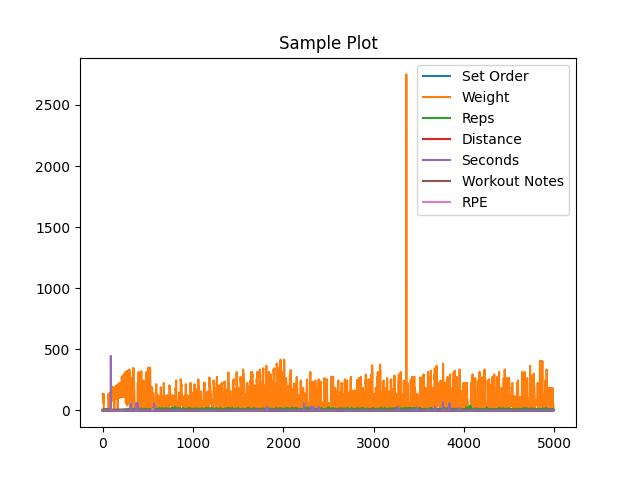 Sample Plot
Set Order
Weight
Reps
Distance
Seconds
Workout Notes
RPE
2500
2000
1500
1000
500
0
0 1000 2000 3000 4000 5000